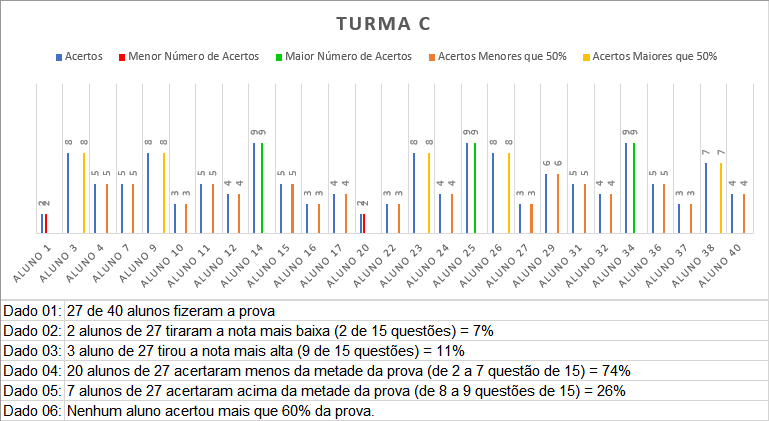 TURMA C
Acertos Menor Número de Acertos Maior Número de Acertos Acertos Menores que 50% Acertos Maiores que 50%
2 2 8 8 5 5 5 5 8 8 3 3 5 5 4 4 9 9 5 5 3 3 4 4 2 2 3 3 8 8 4 4 9 9 8 8 3 3 6 6 5 5 4 4 9 9 5 5 3 3 7 7 4 4
ALUNO 1 ALUNO 3 ALUNO 4 ALUNO 7 ALUNO 9 ALUNO 10 ALUNO 11 ALUNO 12 ALUNO 14 ALUNO 15 ALUNO 16 ALUNO 17 ALUNO 20 ALUNO 22 ALUNO 23 ALUNO 24 ALUNO 25 ALUNO 26 ALUNO 27 ALUNO 29 ALUNO 31 ALUNO 32 ALUNO 34 ALUNO 36 ALUNO 37 ALUNO 38 ALUNO 40
Dado 01: 27 de 40 alunos fizeram a prova
Dado 02: 2 alunos de 27 tiraram a nota mais baixa (2 de 15 questões) = 7%
Dado 03: 3 aluno de 27 tirou a nota mais alta (9 de 15 questões) = 11%
Dado 04: 20 alunos de 27 acertaram menos da metade da prova (de 2 a 7 questão de 15) = 74%
Dado 05: 7 alunos de 27 acertaram acima da metade da prova (de 8 a 9 questões de 15) = 26%
Dado 06: Nenhum aluno acertou mais que 60% da prova.